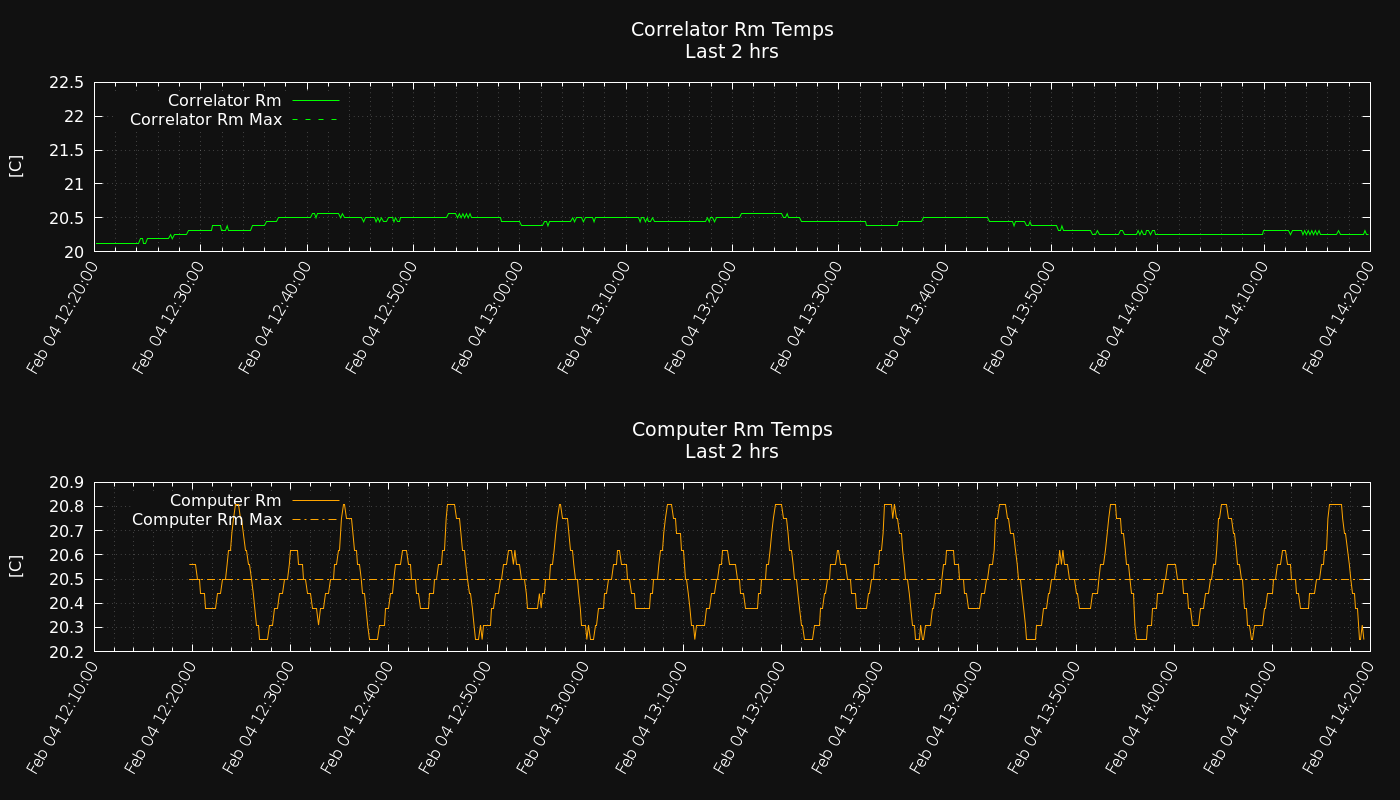 Correlator Rm Temps
Last 2 hrs
22.5
22
21.5
21
20.5
20
[C]
Correlator Rm
Correlator Rm Max
Feb 04 12:20:00
Feb 04 12:30:00
Feb 04 12:40:00
Feb 04 12:50:00
Feb 04 13:00:00
Feb 04 13:10:00
Feb 04 13:20:00
Feb 04 13:30:00
Feb 04 13:40:00
Feb 04 13:50:00
Feb 04 14:00:00
Feb 04 14:10:00
Feb 04 14:20:00
Computer Rm Temps
Last 2 hrs
20.9
20.8
20.7
20.6
20.5
20.4
20.3
20.2
[C]
Computer Rm
Computer Rm Max
Feb 04 12:10:00
Feb 04 12:20:00
Feb 04 12:30:00
Feb 04 12:40:00
Feb 04 12:50:00
Feb 04 13:00:00
Feb 04 13:10:00
Feb 04 13:20:00
Feb 04 13:30:00
Feb 04 13:40:00
Feb 04 13:50:00
Feb 04 14:00:00
Feb 04 14:10:00
Feb 04 14:20:00